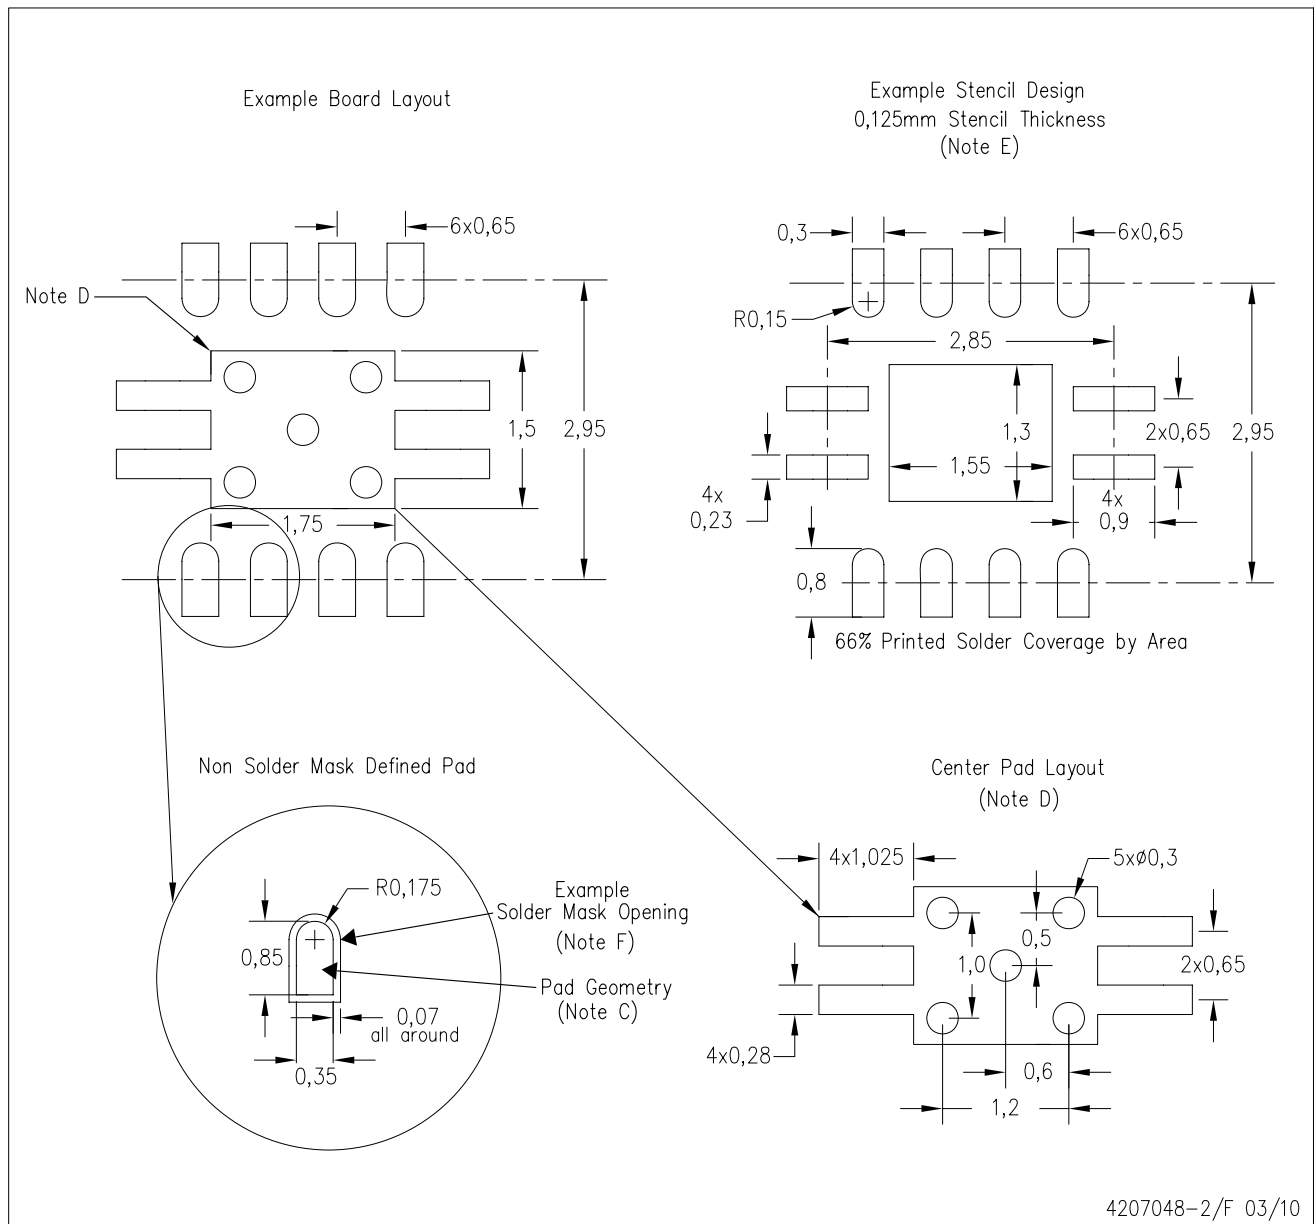 Example Board Layout
Example Stencil Design
0,125mm Stencil Thickness
(Note E)
6x0,65
Note D
1,5
2,95
1,75
0,3
6x0,65
R0,15
2,85
1,3
1,55
2x0,65
2,95
4x
0,23
4x
0,9
0,8
66% Printed Solder Coverage by Area
Non Solder Mask Defined Pad
R0,175
Example
Solder Mask Opening
(Note F)
0,85
Pad Geometry
(Note C)
0,07
all around
0,35
Center Pad Layout
(Note D)
4x1,025
5xø0,3
0,5
1,0
2x0,65
4x0,28
0,6
1,2
4207048-2/F 03/10